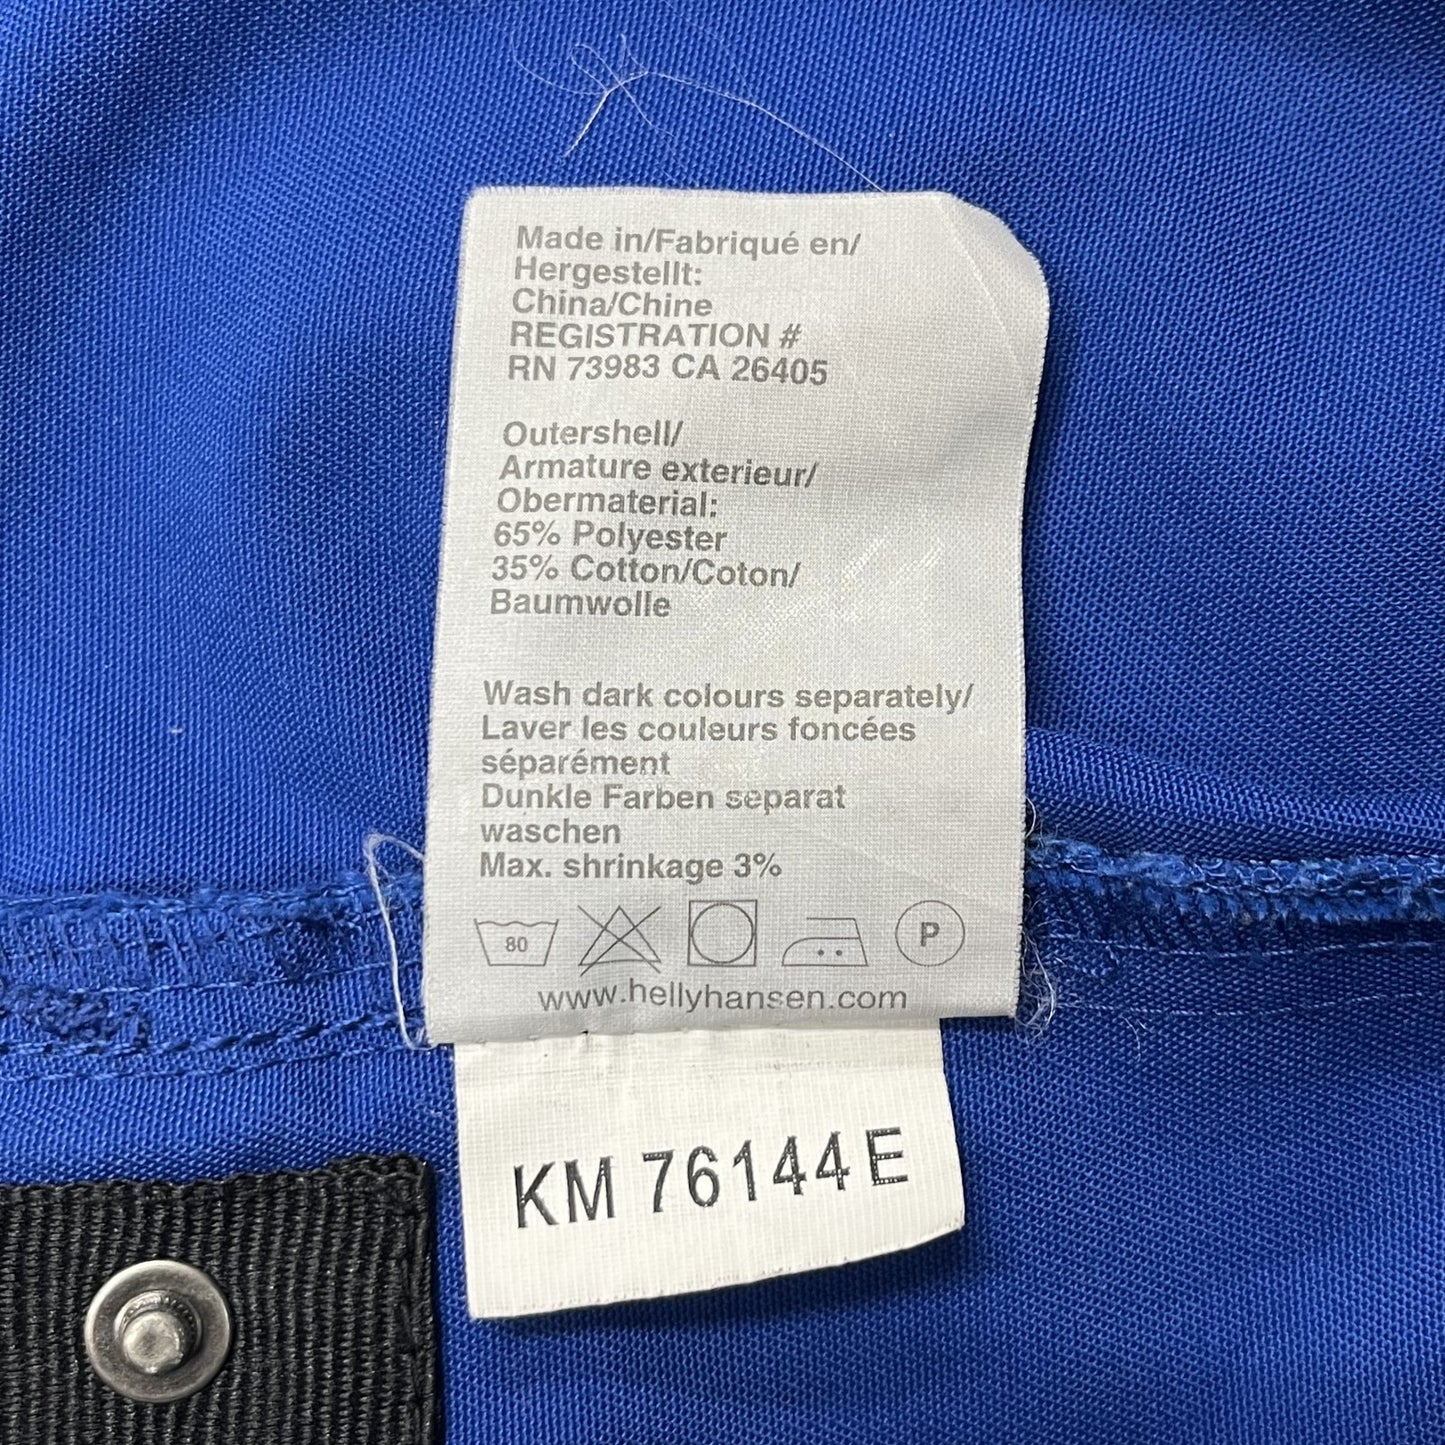 Made in/Fabriqué en/
Hergestellt:
China/Chine
REGISTRATION #
RN 73983 CA 26405
Outershell/
Armature exterieur/
Obermaterial:
65% Polyester
35% Cotton/Coton/
Baumwolle
Wash dark colours separately/
Laver les couleurs foncées
séparément
Dunkle Farben separat
waschen
Max. shrinkage 3%
80 P
www.hellyhansen.com
KM 76144 E